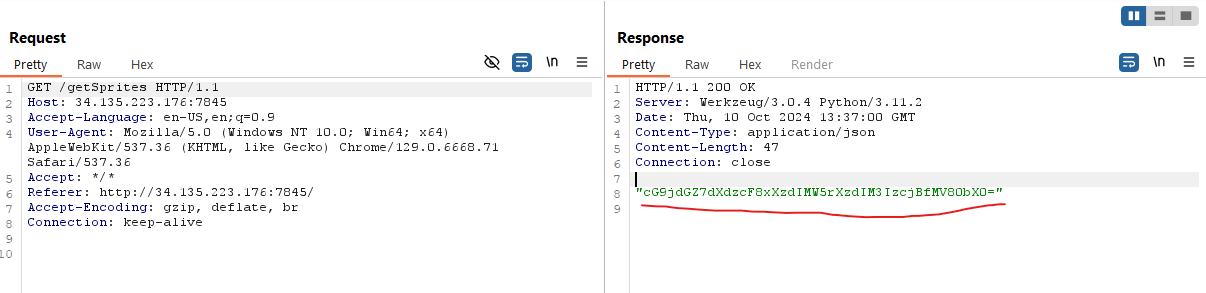 Request
Response
Pretty Raw Hex
\n
Pretty Raw Hex Render
\n
1 GET /getSprites HTTP/1.1
2 Host: 34.135.223.176:7845
3 Accept-Language: en-US,en;q=0.9
4 User-Agent: Mozilla/5.0 (Windows NT 10.0; Win64; x64)
AppleWebKit/537.36 (KHTML, like Gecko) Chrome/129.0.6668.71
Safari/537.36
5 Accept: */*
6 Referer: http://34.135.223.176:7845/
7 Accept-Encoding: gzip, deflate, br
8 Connection: keep-alive
9
10
1 HTTP/1.1 200 OK
2 Server: Werkzeug/3.0.4 Python/3.11.2
3 Date: Thu, 10 Oct 2024 13:37:00 GMT
4 Content-Type: application/json
5 Content-Length: 47
6 Connection: close
7
8 "cG9jdGZ7dXdzcF8xXzdIMW5rXzdIM3IzcjBfMV80bX0="
9